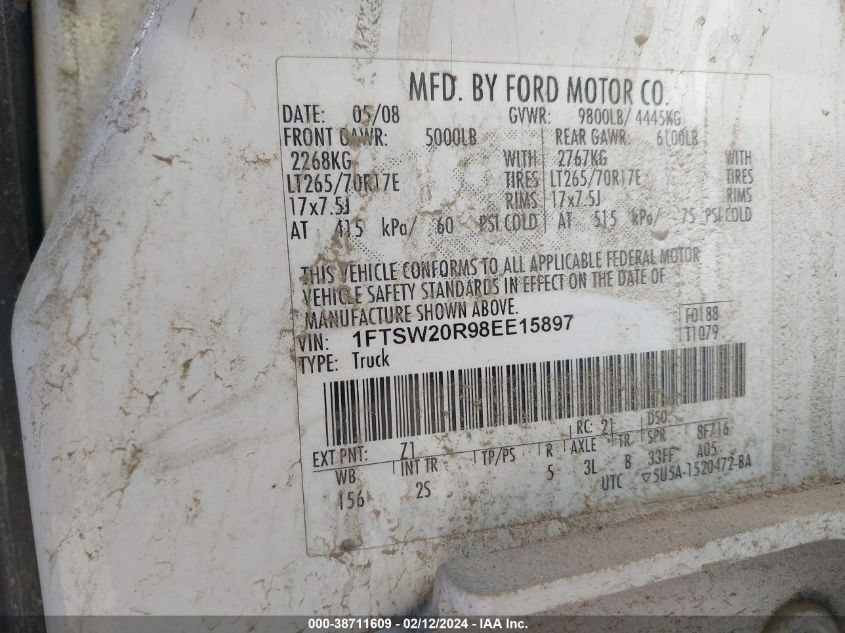 MFD. BY FORD MOTOR CO.
DATE: 05/08 GVWR: 9800LB/ 4445KG
FRONT GAWR: 5000LB REAR GAWR: 6100LB
2268KG WITH 2767KG WITH
LT265/70R17E TIRES LT265/70R17E TIRES
17x7.5J RIMS 17x7.5J RIMS
AT 415 kPa/ 60 PSI COLD AT 515 kPa/ 75 PSI COLD
THIS VEHICLE CONFORMS TO ALL APPLICABLE FEDERAL MOTOR
VEHICLE SAFETY STANDARDS IN EFFECT ON THE DATE OF
MANUFACTURE SHOWN ABOVE.
VIN: 1FTSW20R98EE15897 F0188
TYPE: Truck T1079
EXT PNT: Z1 RC: 21 DSO:
WB INT TR TP/PS R AXLE TR SPR 8F716
156 2S 5 3L B 33FF A05
UTC ▽5U5A-1520472-BA
000-38711609 - 02/12/2024 - IAA Inc.